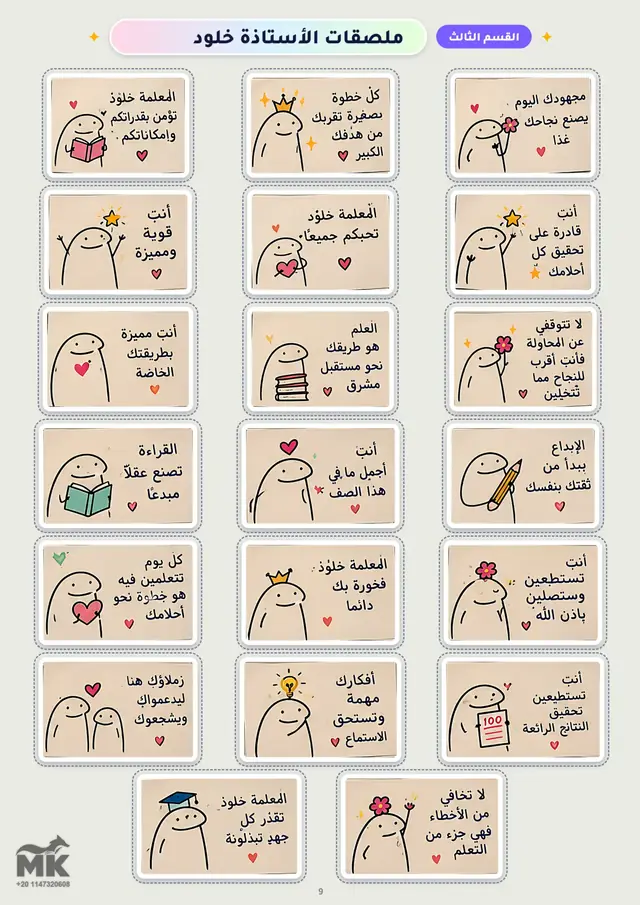 القسم الثالث
ملصقات الأستاذة خلود
مجهودك اليوم
يصنع نجاحك
غدًا
كل خطوة
صغيرة تقربك
من هدفك
الكبير
المعلمة خلود
تؤمن بقدراتكم
وإمكاناتكم
أنتِ
قادرة على
تحقيق كل
أحلامك
المعلمة خلود
تحبكم جميعًا
أنتِ
قوية
ومميزة
لا تتوقفي
عن المحاولة
فأنتِ أقرب
للنجاح مما
تتخيلين
العلم
هو طريقك
نحو مستقبل
مشرق
أنتِ مميزة
بطريقتك
الخاصة
الإبداع
يبدأ من
ثقتك بنفسك
أنتِ
أجمل ما في
هذا الصف
القراءة
تصنع عقلاً
مبدعًا
أنتِ
تستطيعين
وستصلين
بإذن الله
المعلمة خلود
فخورة بك
دائما
كل يوم
تتعلمين فيه
هو خطوة نحو
أحلامك
أنتِ
تستطيعين
تحقيق
النتائج الرائعة
100
أفكارك
مهمة
وتستحق
الاستماع
زملاؤك هنا
ليدعموك
ويشجعوك
لا تخافي
من الأخطاء
فهي جزء من
التعلم
المعلمة خلود
تقدر كل
جهد تبذلونه
MK
+20 1147320608
9